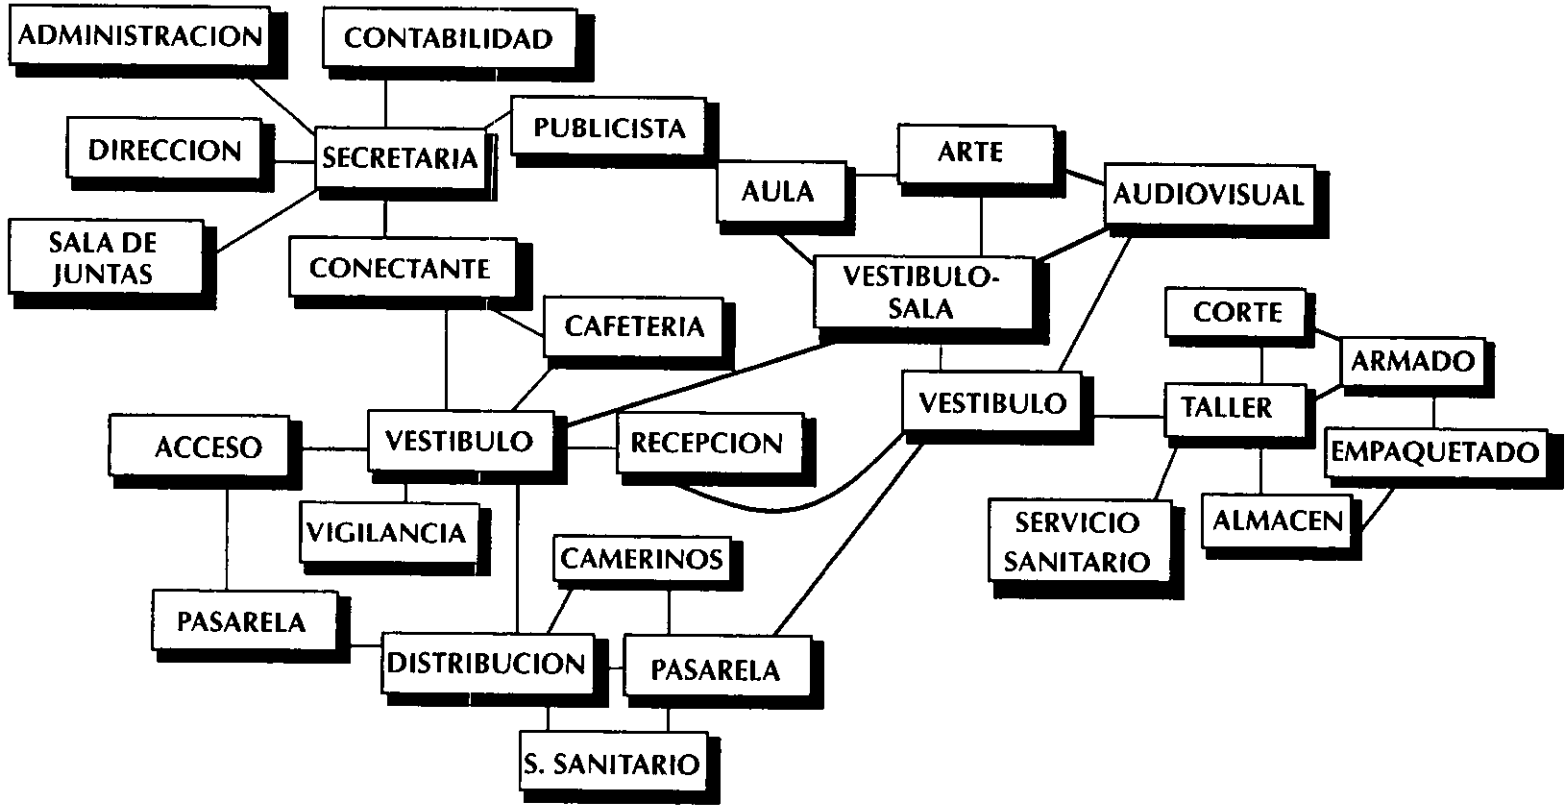 ADMINISTRACION
CONTABILIDAD
PUBLICISTA
DIRECCION
SECRETARIA
ARTE
AULA
AUDIOVISUAL
SALA DE
JUNTAS
CONECTANTE
VESTIBULO-
SALA
CAFETERIA
CORTE
ARMADO
VESTIBULO
TALLER
ACCESO
VESTIBULO
RECEPCION
EMPAQUETADO
VIGILANCIA
SERVICIO
SANITARIO
ALMACEN
CAMERINOS
PASARELA
DISTRIBUCION
PASARELA
S. SANITARIO